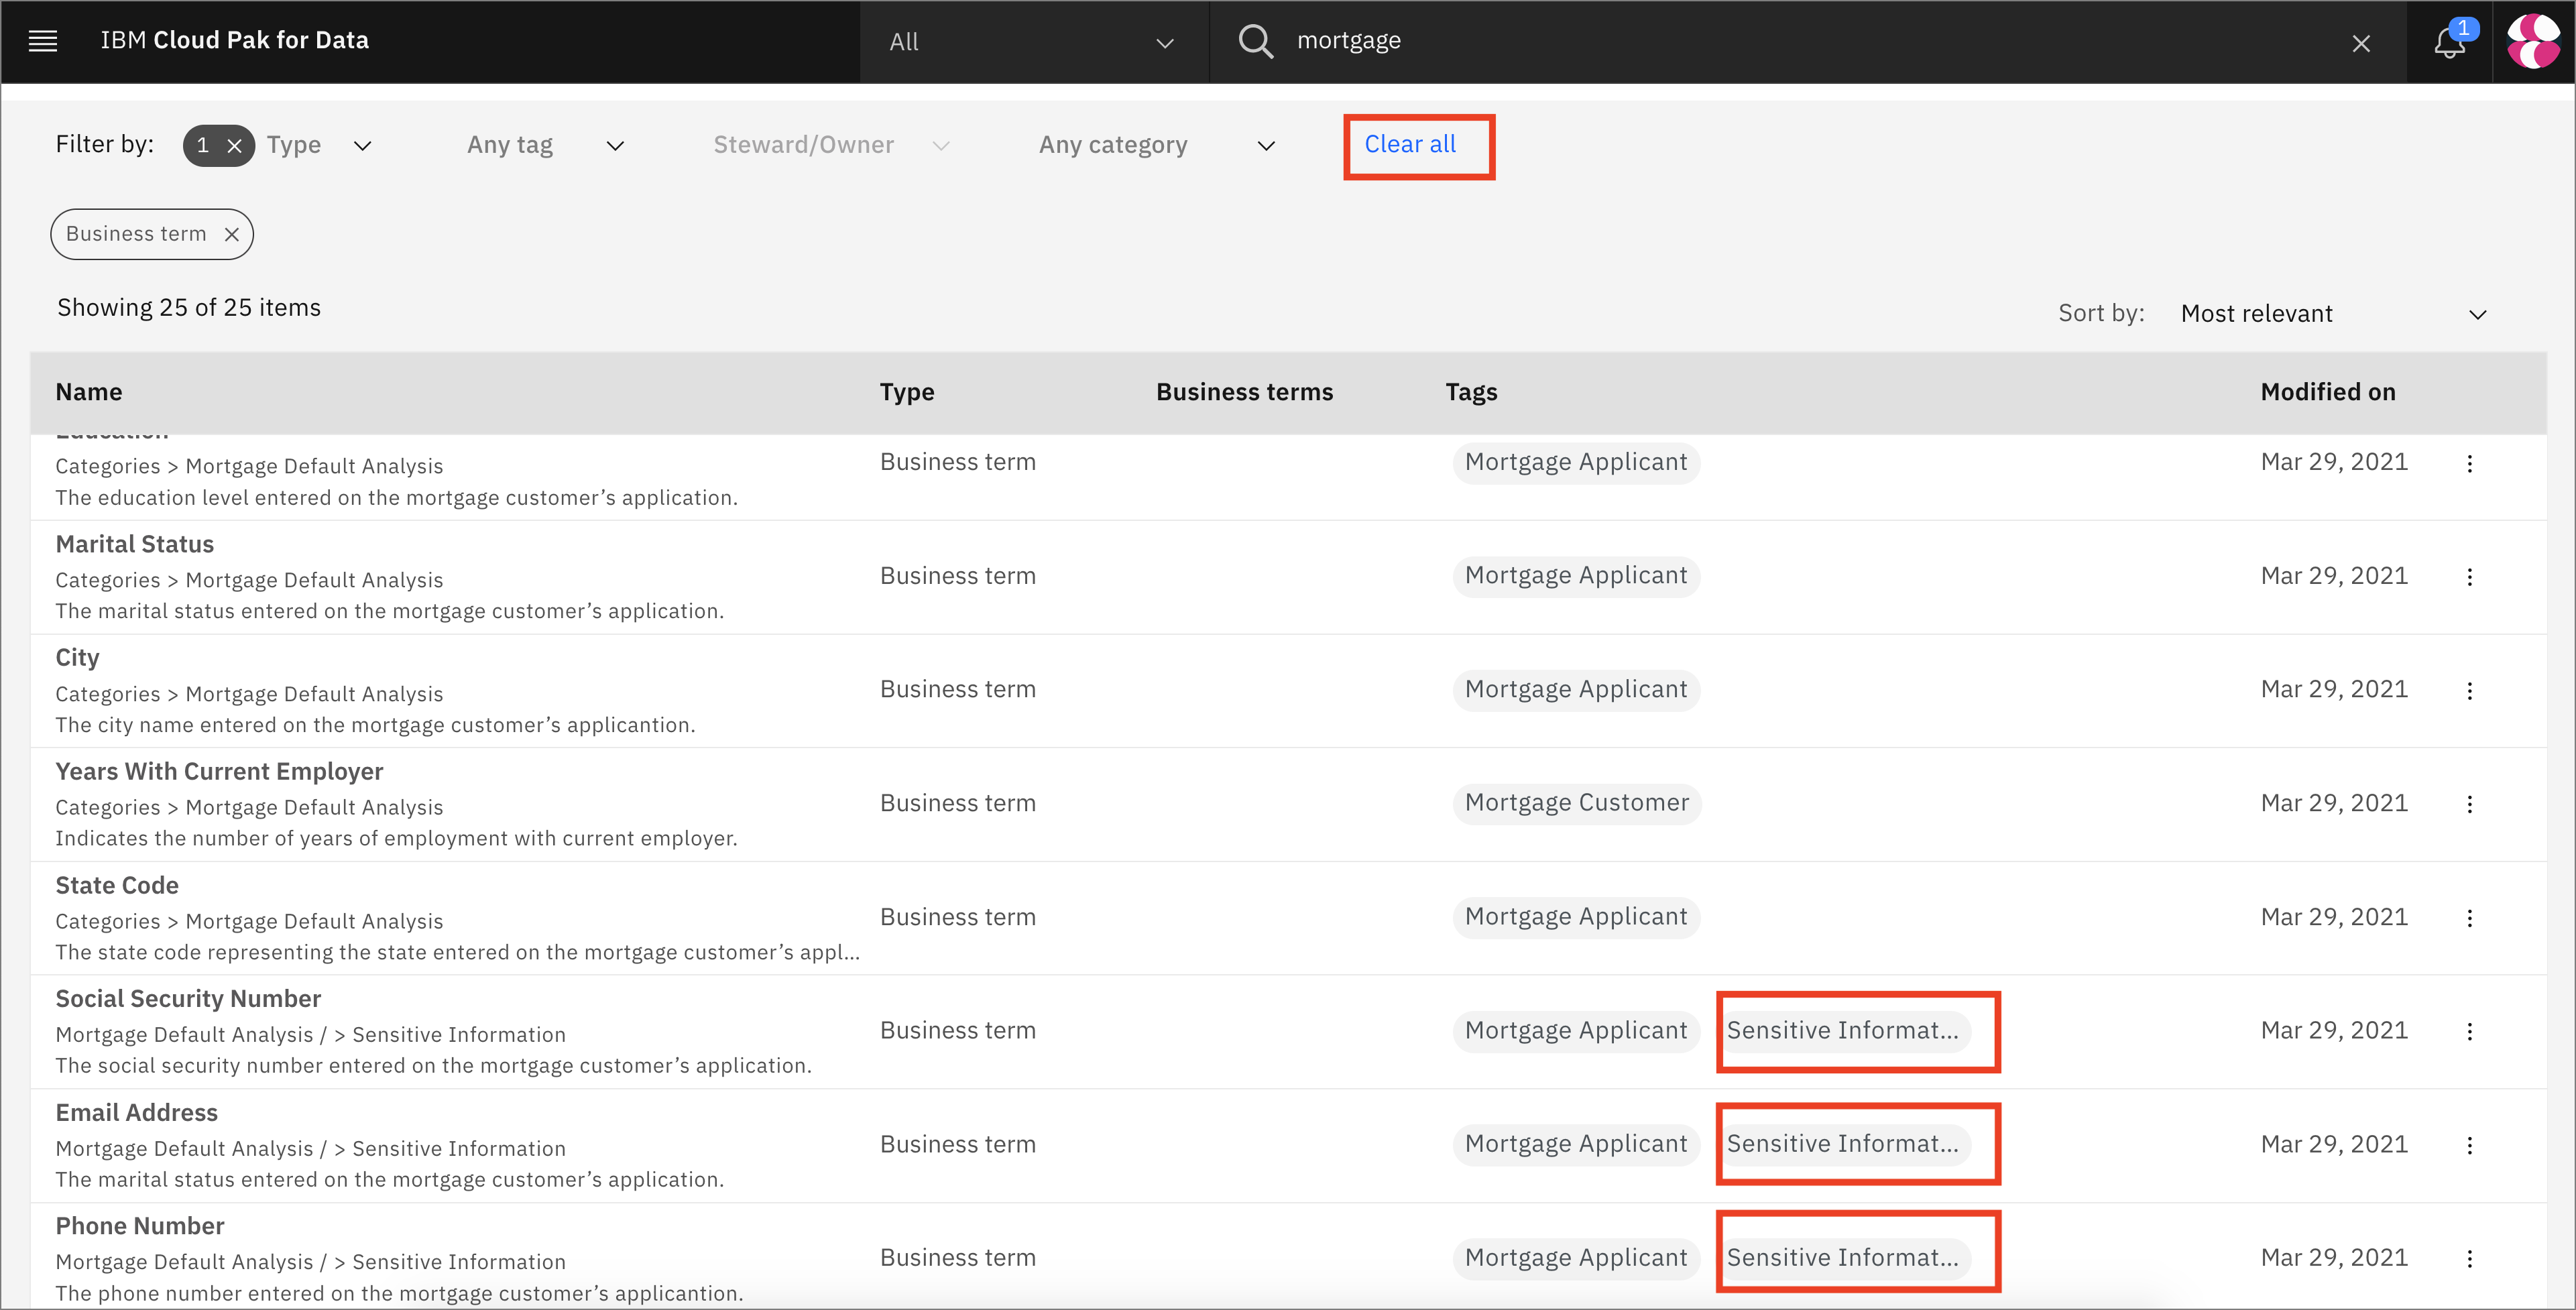 IBM Cloud Pak for Data
All
mortgage
1
Filter by:
1
Type
Any tag
Steward/Owner
Any category
Clear all
Business term
Showing 25 of 25 items
Sort by:
Most relevant
Name
Type
Business terms
Tags
Modified on
Education
Categories > Mortgage Default Analysis
The education level entered on the mortgage customer’s application.
Business term
Mortgage Applicant
Mar 29, 2021
Marital Status
Categories > Mortgage Default Analysis
The marital status entered on the mortgage customer’s application.
Business term
Mortgage Applicant
Mar 29, 2021
City
Categories > Mortgage Default Analysis
The city name entered on the mortgage customer’s applicantion.
Business term
Mortgage Applicant
Mar 29, 2021
Years With Current Employer
Categories > Mortgage Default Analysis
Indicates the number of years of employment with current employer.
Business term
Mortgage Customer
Mar 29, 2021
State Code
Categories > Mortgage Default Analysis
The state code representing the state entered on the mortgage customer’s appl...
Business term
Mortgage Applicant
Mar 29, 2021
Social Security Number
Mortgage Default Analysis / > Sensitive Information
The social security number entered on the mortgage customer’s application.
Business term
Mortgage Applicant
Sensitive Informat...
Mar 29, 2021
Email Address
Mortgage Default Analysis / > Sensitive Information
The marital status entered on the mortgage customer’s application.
Business term
Mortgage Applicant
Sensitive Informat...
Mar 29, 2021
Phone Number
Mortgage Default Analysis / > Sensitive Information
The phone number entered on the mortgage customer’s applicantion.
Business term
Mortgage Applicant
Sensitive Informat...
Mar 29, 2021